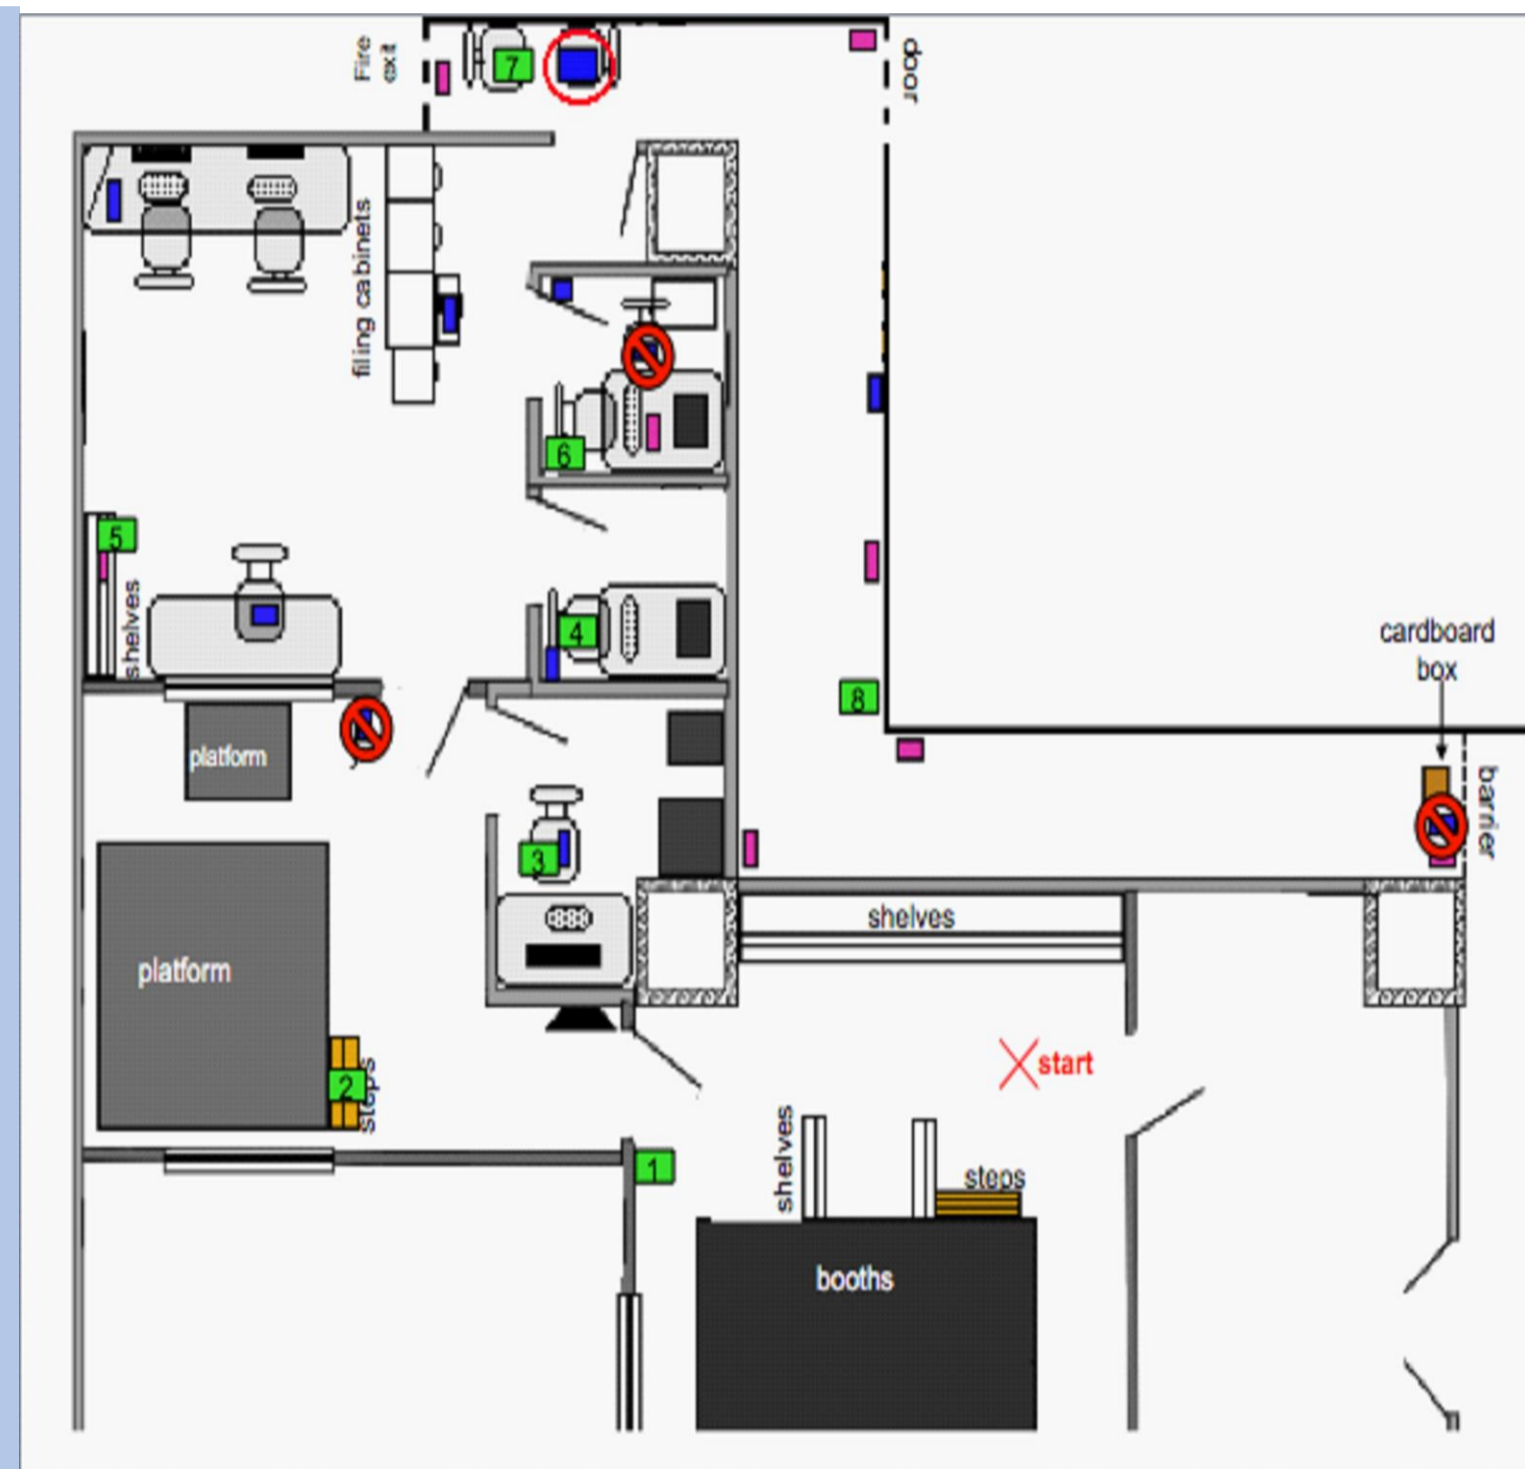 Fire
exit
7
door
filling cabinets
6
5
shelves
4
8
cardboard
box
platform
barrier
3
shelves
platform
start
2
steps
shelves
1
steps
booths